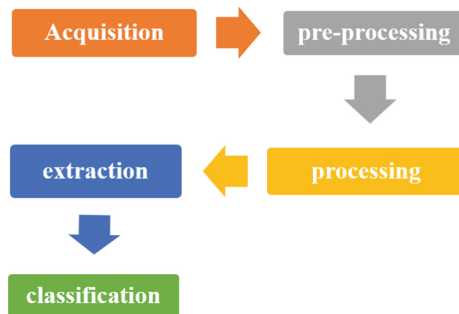 Acquisition
pre-processing
processing
extraction
classification